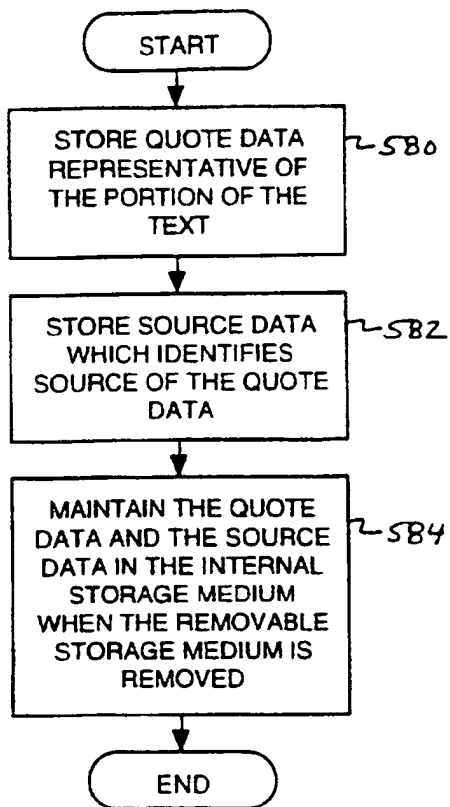 START
STORE QUOTE DATA
REPRESENTATIVE OF
THE PORTION OF THE
TEXT
580
STORE SOURCE DATA
WHICH IDENTIFIES
SOURCE OF THE QUOTE
DATA
582
MAINTAIN THE QUOTE
DATA AND THE SOURCE
DATA IN THE INTERNAL
STORAGE MEDIUM
WHEN THE REMOVABLE
STORAGE MEDIUM IS
REMOVED
584
END